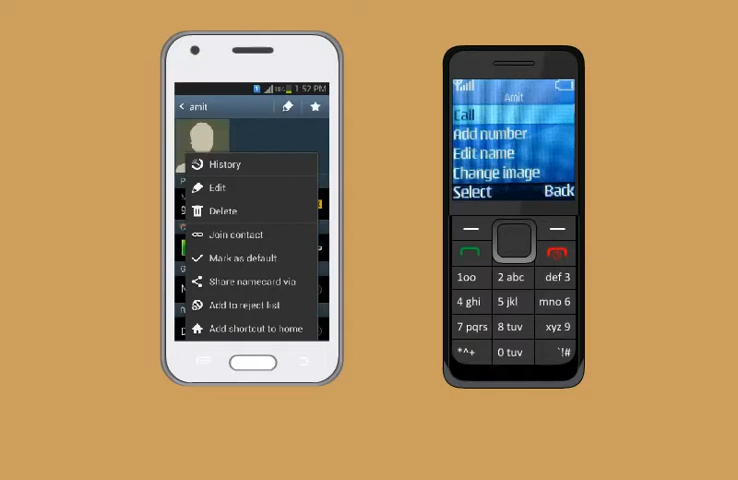 1:52 PM
amit
History
Edit
Delete
Join contact
Mark as default
Share namecard via
Add to reject list
Add shortcut to home
Amit
Call
Add number
Edit name
Change image
Select Back
1oo 2 abc def 3
4 ghi 5 jkl mno 6
7 pqrs 8 tuv xyz 9
*^+ 0 tuv `!#